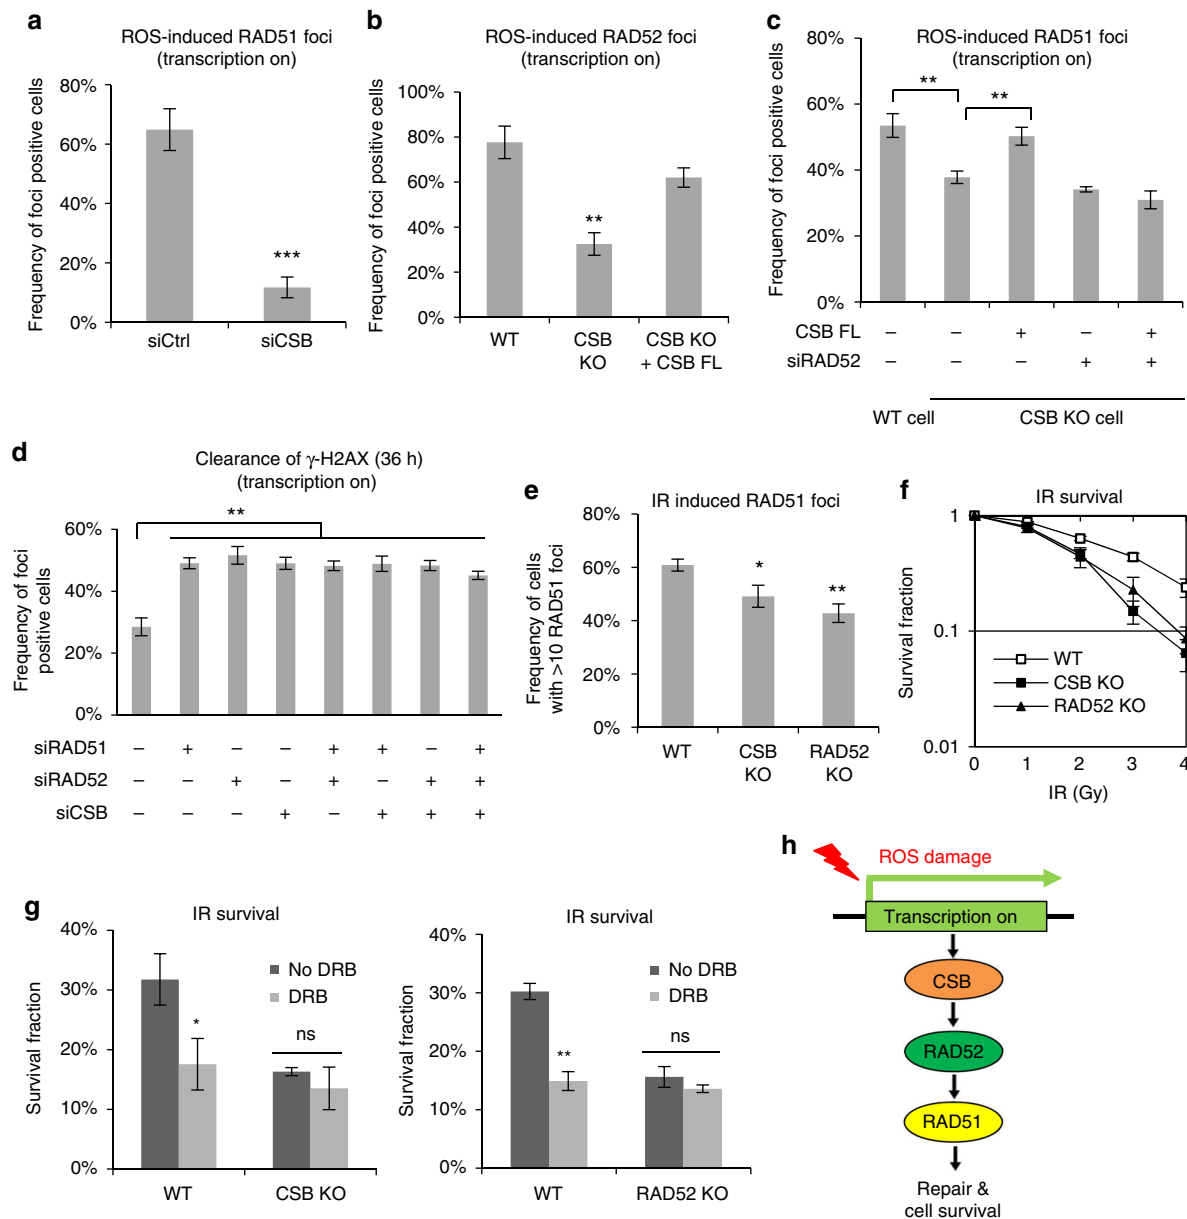 a
ROS-induced RAD51 foci
(transcription on)
Frequency of foci positive cells
80%
60%
40%
20%
0%
***
siCtrl
siCSB
b
ROS-induced RAD52 foci
(transcription on)
Frequency of foci positive cells
100%
80%
60%
40%
20%
0%
**
WT
CSB
KO
CSB KO
+ CSB FL
c
ROS-induced RAD51 foci
(transcription on)
Frequency of foci positive cells
80%
60%
40%
20%
0%
**
**
CSB FL – – + – +
siRAD52 – – – + +
WT cell
CSB KO cell
d
Clearance of γ-H2AX (36 h)
(transcription on)
Frequency of foci
positive cells
60%
40%
20%
0%
**
siRAD51 – + – – + + – +
siRAD52 – – + – + – + +
siCSB – – – + – + + +
e
IR induced RAD51 foci
Frequency of cells
with >10 RAD51 foci
80%
60%
40%
20%
0%
*
**
WT
CSB
KO
RAD52
KO
f
IR survival
Survival fraction
1
0.1
0.01
WT
CSB KO
RAD52 KO
0 1 2 3 4
IR (Gy)
g
IR survival
Survival fraction
40%
30%
20%
10%
0%
No DRB
DRB
*
ns
WT
CSB KO
IR survival
Survival fraction
40%
30%
20%
10%
0%
No DRB
DRB
**
ns
WT
RAD52 KO
h
ROS damage
Transcription on
CSB
RAD52
RAD51
Repair &
cell survival